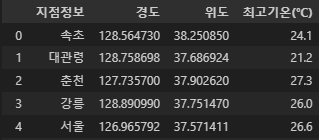 지점정보 경도 위도 최고기온(°C)
0 속초 128.564730 38.250850 24.1
1 대관령 128.758698 37.686924 21.2
2 춘천 127.735700 37.902620 27.3
3 강릉 128.890990 37.751470 26.0
4 서울 126.965792 37.571411 26.6